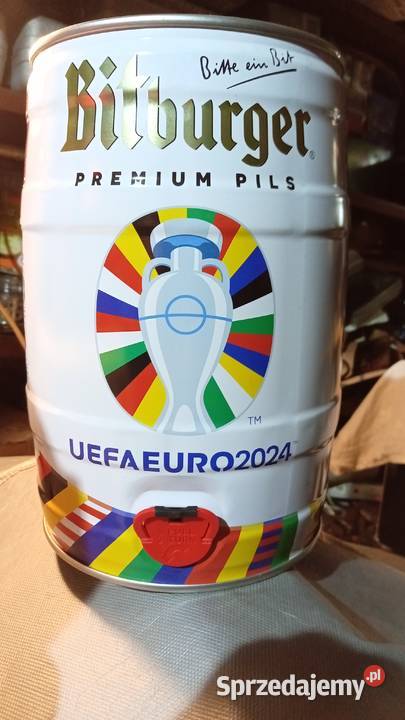 Bitte ein Bit
Bitburger®
PREMIUM PILS
TM
UEFAEURO2024
Sprzedajemy.pl